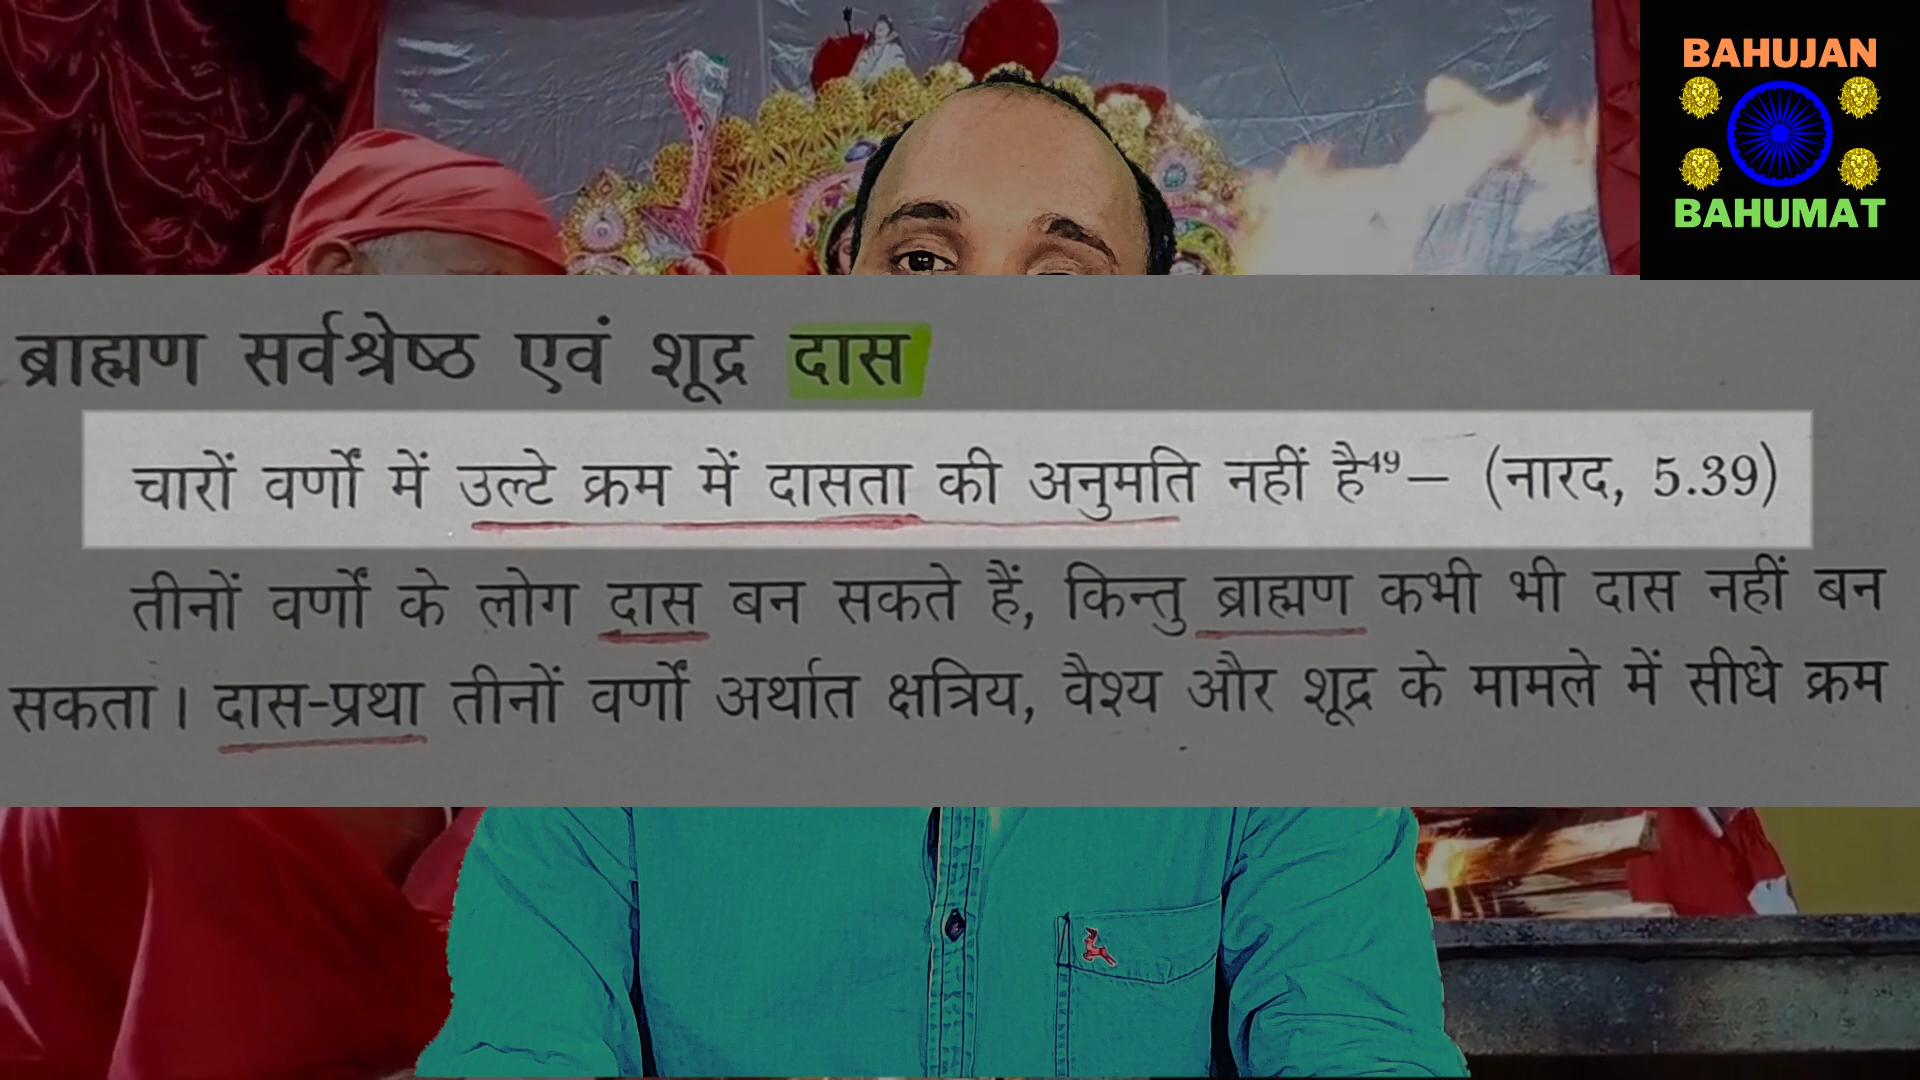 BAHUJAN
BAHUMAT
ब्राह्मण सर्वश्रेष्ठ एवं शूद्र दास
चारों वर्णों में उल्टे क्रम में दासता की अनुमति नहीं है49— (नारद, 5.39)
तीनों वर्णों के लोग दास बन सकते हैं, किन्तु ब्राह्मण कभी भी दास नहीं बन
सकता। दास-प्रथा तीनों वर्णों अर्थात क्षत्रिय, वैश्य और शूद्र के मामले में सीधे क्रम